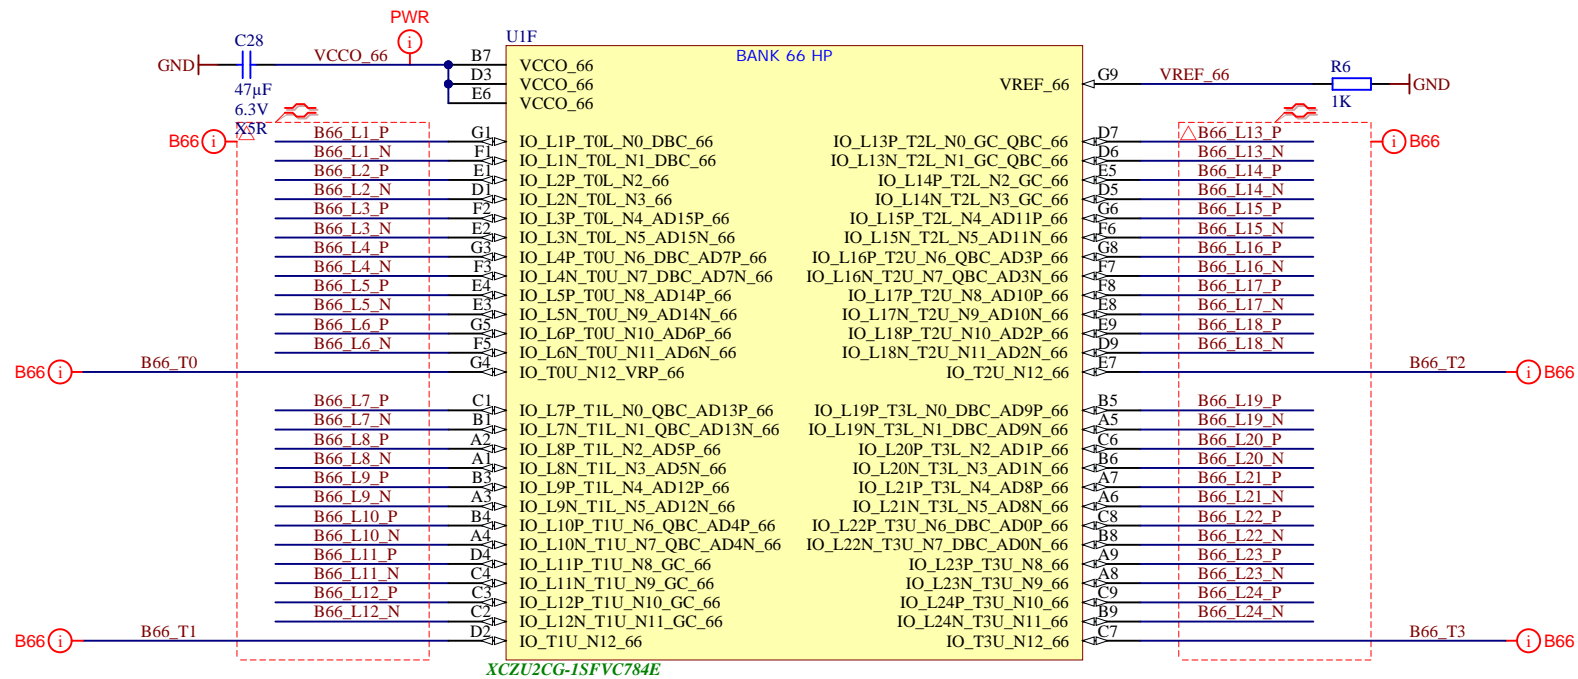 PWR
C28
U1F
GND
VCCO_66
B7
BANK 66 HP
VCCO_66
D3
VCCO_66
E6
VCCO_66
47µF
6.3V
X5R
VREF_66
G9
VREF_66
R6
1K
GND
B66
B66_L1_P G1 IO_L1P_T0L_N0_DBC_66
B66_L1_N F1 IO_L1N_T0L_N1_DBC_66
B66_L2_P E1 IO_L2P_T0L_N2_66
B66_L2_N D1 IO_L2N_T0L_N3_66
B66_L3_P F2 IO_L3P_T0L_N4_AD15P_66
B66_L3_N E2 IO_L3N_T0L_N5_AD15N_66
B66_L4_P G3 IO_L4P_T0U_N6_DBC_AD7P_66
B66_L4_N F3 IO_L4N_T0U_N7_DBC_AD7N_66
B66_L5_P E4 IO_L5P_T0U_N8_AD14P_66
B66_L5_N E3 IO_L5N_T0U_N9_AD14N_66
B66_L6_P G5 IO_L6P_T0U_N10_AD6P_66
B66_L6_N F5 IO_L6N_T0U_N11_AD6N_66
B66 B66_T0 G4 IO_T0U_N12_VRP_66
B66_L7_P C1 IO_L7P_T1L_N0_QBC_AD13P_66
B66_L7_N B1 IO_L7N_T1L_N1_QBC_AD13N_66
B66_L8_P A2 IO_L8P_T1L_N2_AD5P_66
B66_L8_N A1 IO_L8N_T1L_N3_AD5N_66
B66_L9_P B3 IO_L9P_T1L_N4_AD12P_66
B66_L9_N A3 IO_L9N_T1L_N5_AD12N_66
B66_L10_P B4 IO_L10P_T1U_N6_QBC_AD4P_66
B66_L10_N A4 IO_L10N_T1U_N7_QBC_AD4N_66
B66_L11_P D4 IO_L11P_T1U_N8_GC_66
B66_L11_N C4 IO_L11N_T1U_N9_GC_66
B66_L12_P C3 IO_L12P_T1U_N10_GC_66
B66_L12_N C2 IO_L12N_T1U_N11_GC_66
B66 B66_T1 D2 IO_T1U_N12_66
IO_L13P_T2L_N0_GC_QBC_66 D7 B66_L13_P
B66
IO_L13N_T2L_N1_GC_QBC_66 D6 B66_L13_N
IO_L14P_T2L_N2_GC_66 E5 B66_L14_P
IO_L14N_T2L_N3_GC_66 D5 B66_L14_N
IO_L15P_T2L_N4_AD11P_66 G6 B66_L15_P
IO_L15N_T2L_N5_AD11N_66 F6 B66_L15_N
IO_L16P_T2U_N6_QBC_AD3P_66 G8 B66_L16_P
IO_L16N_T2U_N7_QBC_AD3N_66 F7 B66_L16_N
IO_L17P_T2U_N8_AD10P_66 F8 B66_L17_P
IO_L17N_T2U_N9_AD10N_66 E8 B66_L17_N
IO_L18P_T2U_N10_AD2P_66 E9 B66_L18_P
IO_L18N_T2U_N11_AD2N_66 D9 B66_L18_N
IO_T2U_N12_66 E7 B66_T2 B66
IO_L19P_T3L_N0_DBC_AD9P_66 B5 B66_L19_P
IO_L19N_T3L_N1_DBC_AD9N_66 A5 B66_L19_N
IO_L20P_T3L_N2_AD1P_66 C6 B66_L20_P
IO_L20N_T3L_N3_AD1N_66 B6 B66_L20_N
IO_L21P_T3L_N4_AD8P_66 A7 B66_L21_P
IO_L21N_T3L_N5_AD8N_66 A6 B66_L21_N
IO_L22P_T3U_N6_DBC_AD0P_66 C8 B66_L22_P
IO_L22N_T3U_N7_DBC_AD0N_66 B8 B66_L22_N
IO_L23P_T3U_N8_66 A9 B66_L23_P
IO_L23N_T3U_N9_66 A8 B66_L23_N
IO_L24P_T3U_N10_66 C9 B66_L24_P
IO_L24N_T3U_N11_66 B9 B66_L24_N
IO_T3U_N12_66 C7 B66_T3 B66
XCZU2CG-1SFVC784E